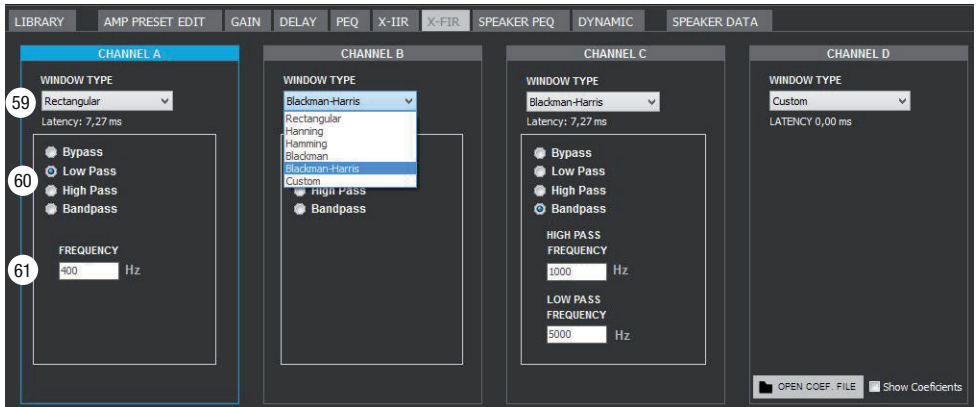 LIBRARY AMP PRESET EDIT GAIN DELAY PEQ X-IIR X-FIR SPEAKER PEQ DYNAMIC SPEAKER DATA
CHANNEL A
WINDOW TYPE
59 Rectangular
Latency: 7,27 ms
Bypass
60 Low Pass
High Pass
Bandpass
FREQUENCY
61 400 Hz
CHANNEL B
WINDOW TYPE
Blackman-Harris
Rectangular
Hanning
Hamming
Blackman
Blackman-Harris
Custom
High Pass
Bandpass
CHANNEL C
WINDOW TYPE
Blackman-Harris
Latency: 7,27 ms
Bypass
Low Pass
High Pass
Bandpass
HIGH PASS
FREQUENCY
1000 Hz
LOW PASS
FREQUENCY
5000 Hz
CHANNEL D
WINDOW TYPE
Custom
LATENCY 0,00 ms
OPEN COEF. FILE Show Coeficients